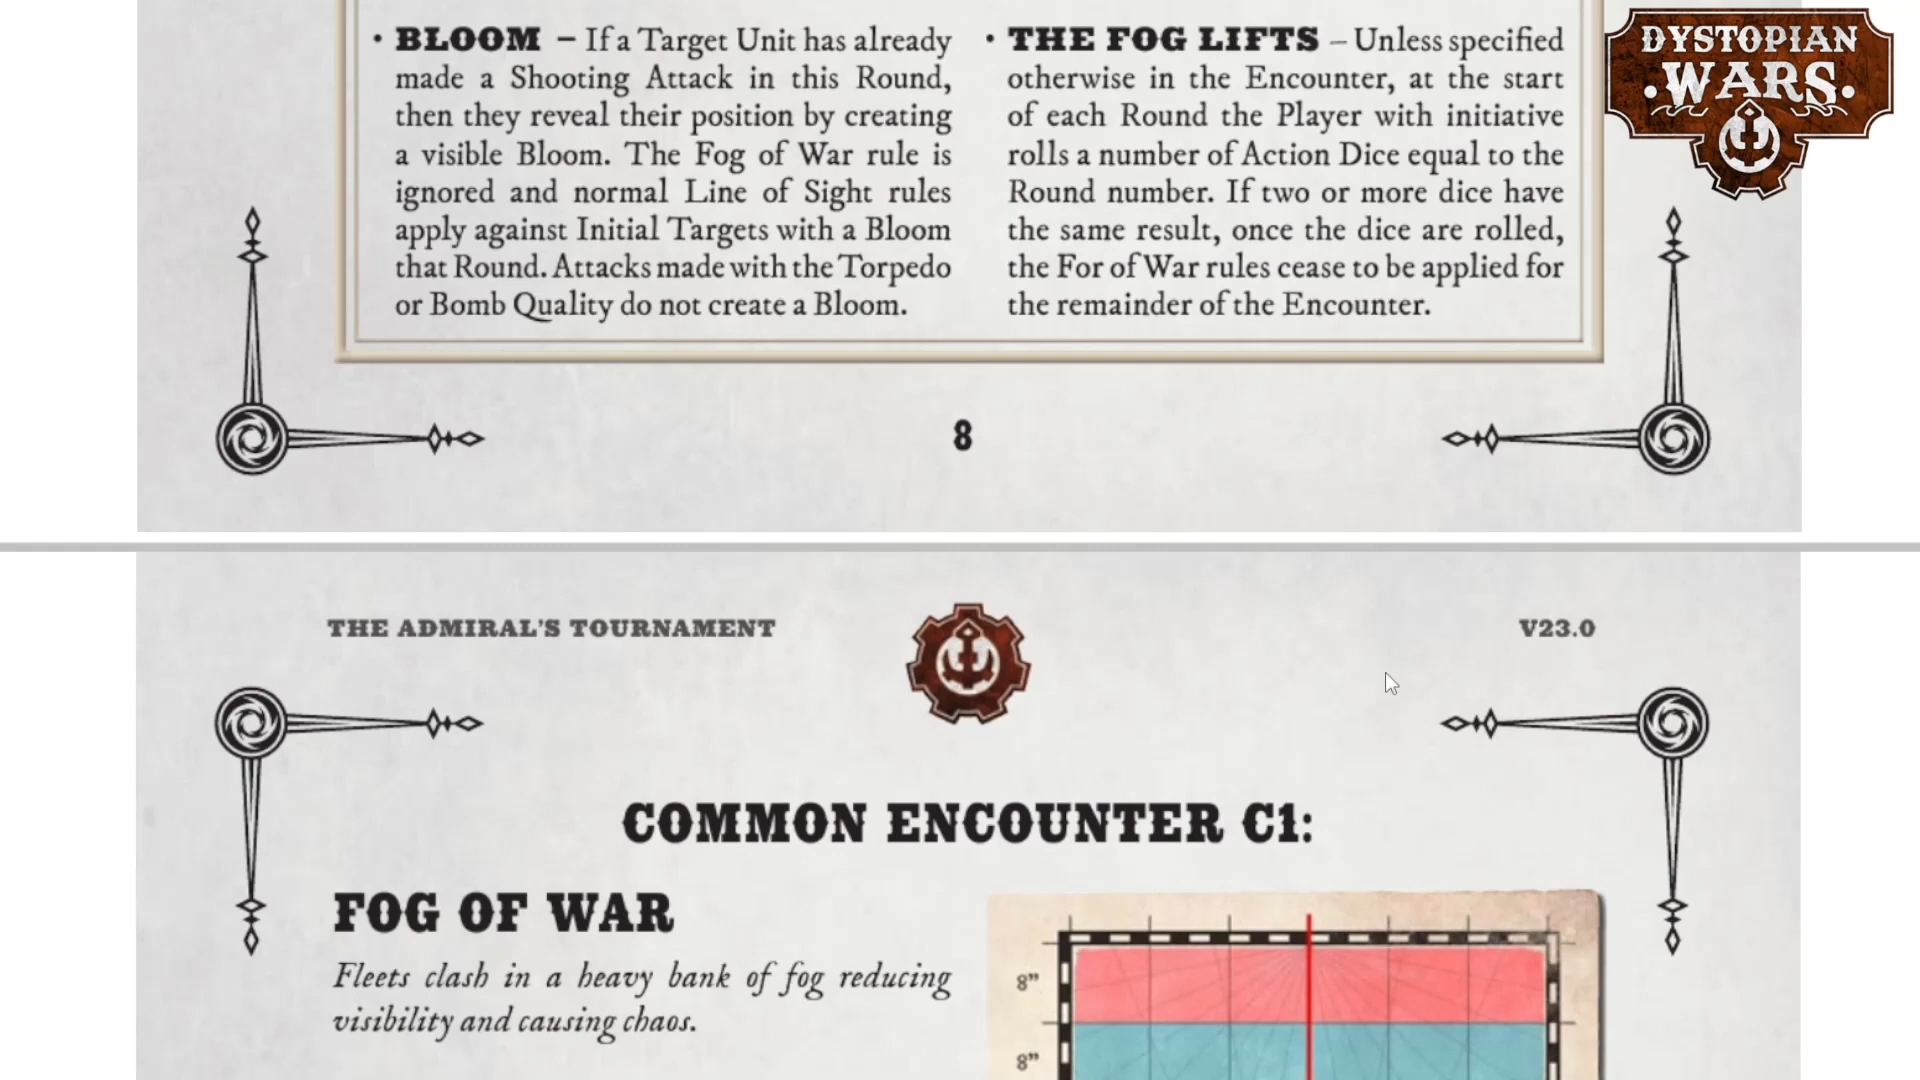 • BLOOM – If a Target Unit has already
made a Shooting Attack in this Round,
then they reveal their position by creating
a visible Bloom. The Fog of War rule is
ignored and normal Line of Sight rules
apply against Initial Targets with a Bloom
that Round. Attacks made with the Torpedo
or Bomb Quality do not create a Bloom.
• THE FOG LIFTS – Unless specified
otherwise in the Encounter, at the start
of each Round the Player with initiative
rolls a number of Action Dice equal to the
Round number. If two or more dice have
the same result, once the dice are rolled,
the For of War rules cease to be applied for
the remainder of the Encounter.
DYSTOPIAN
WARS
8
THE ADMIRAL'S TOURNAMENT
V23.0
COMMON ENCOUNTER C1:
FOG OF WAR
Fleets clash in a heavy bank of fog reducing
visibility and causing chaos.
8”
8”